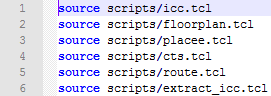 1 source scripts/icc.tcl
2 source scripts/floorplan.tcl
3 source scripts/placee.tcl
4 source scripts/cts.tcl
5 source scripts/route.tcl
6 source scripts/extract_icc.tcl